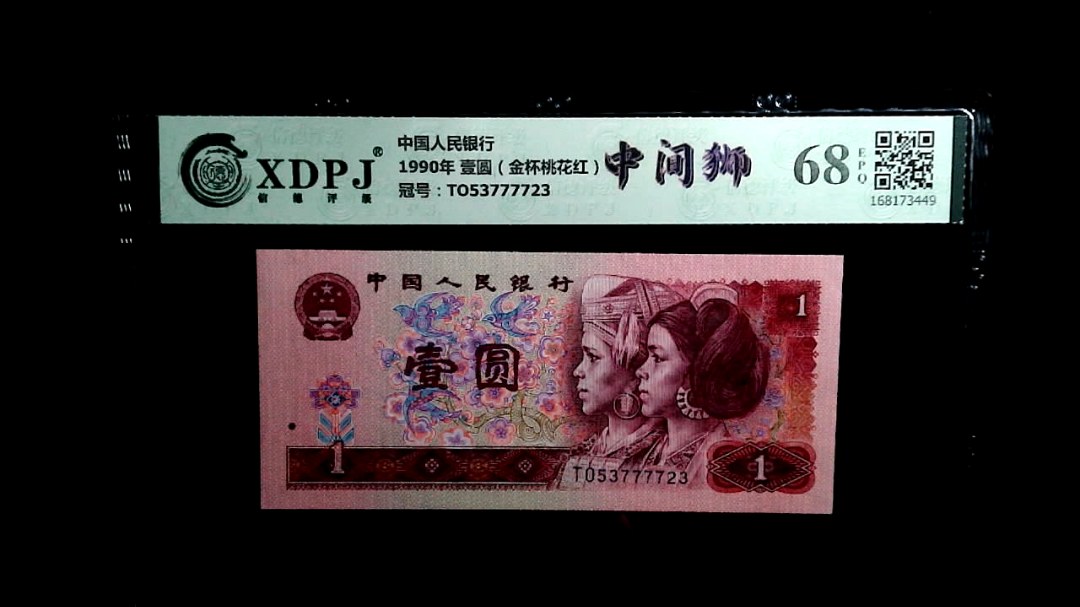 XDPJ®
信德评级
中国人民银行
1990年 壹圆（金杯桃花红）
冠号：TO53777723
中间狮
68
EPQ
168173449
中国人民银行
壹圆
1
1
TO53777723
1